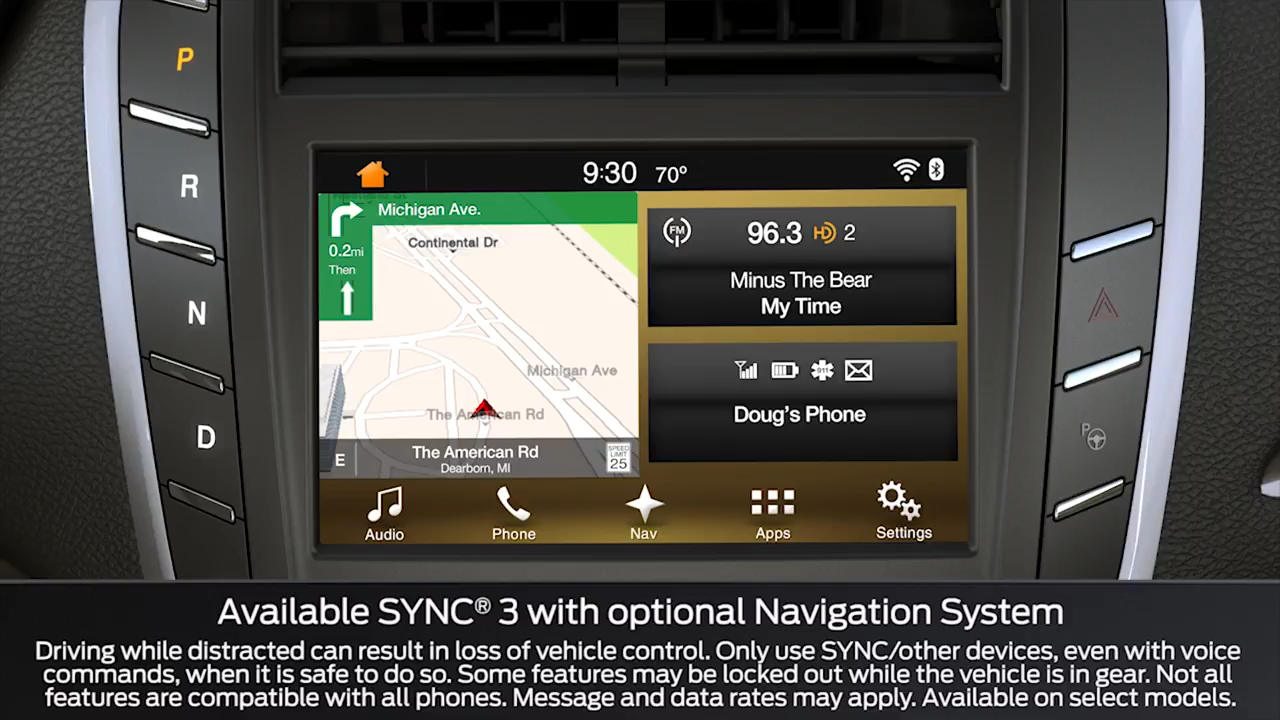 P
R
N
D
9:30 70°
Michigan Ave.
0.2mi
Then
Continental Dr
Michigan Ave
The American Rd
E
The American Rd
Dearborn, MI
SPEED
LIMIT
25
FM
96.3 HD 2
Minus The Bear
My Time
911
Doug's Phone
Audio
Phone
Nav
Apps
Settings
P
Available SYNC® 3 with optional Navigation System
Driving while distracted can result in loss of vehicle control. Only use SYNC/other devices, even with voice
commands, when it is safe to do so. Some features may be locked out while the vehicle is in gear. Not all
features are compatible with all phones. Message and data rates may apply. Available on select models.